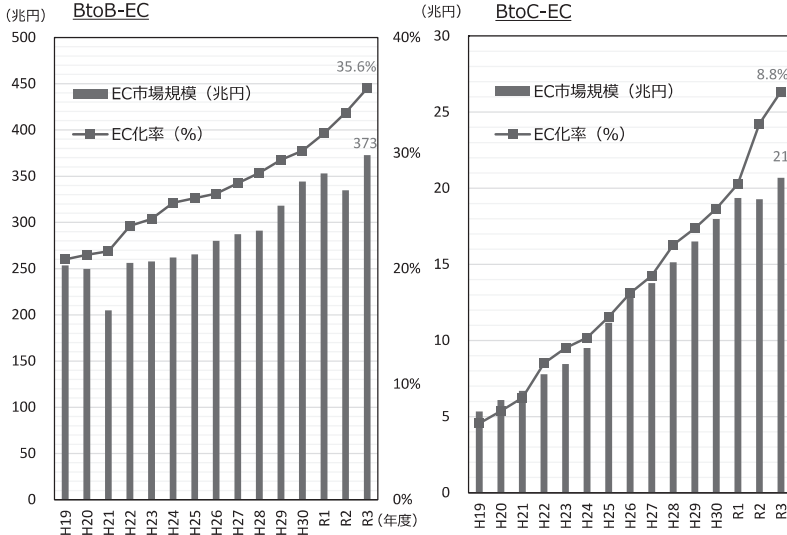 BtoB-EC
（兆円）
500
450
400
350
300
250
200
150
100
50
0
40%
30%
20%
10%
0%
EC市場規模（兆円）
EC化率（%）
35.6%
373
H19
H20
H21
H22
H23
H24
H25
H26
H27
H28
H29
H30
R1
R2
R3
（年度）
BtoC-EC
（兆円）
30
25
20
15
10
5
0
EC市場規模（兆円）
EC化率（%）
8.8%
21
H19
H20
H21
H22
H23
H24
H25
H26
H27
H28
H29
H30
R1
R2
R3